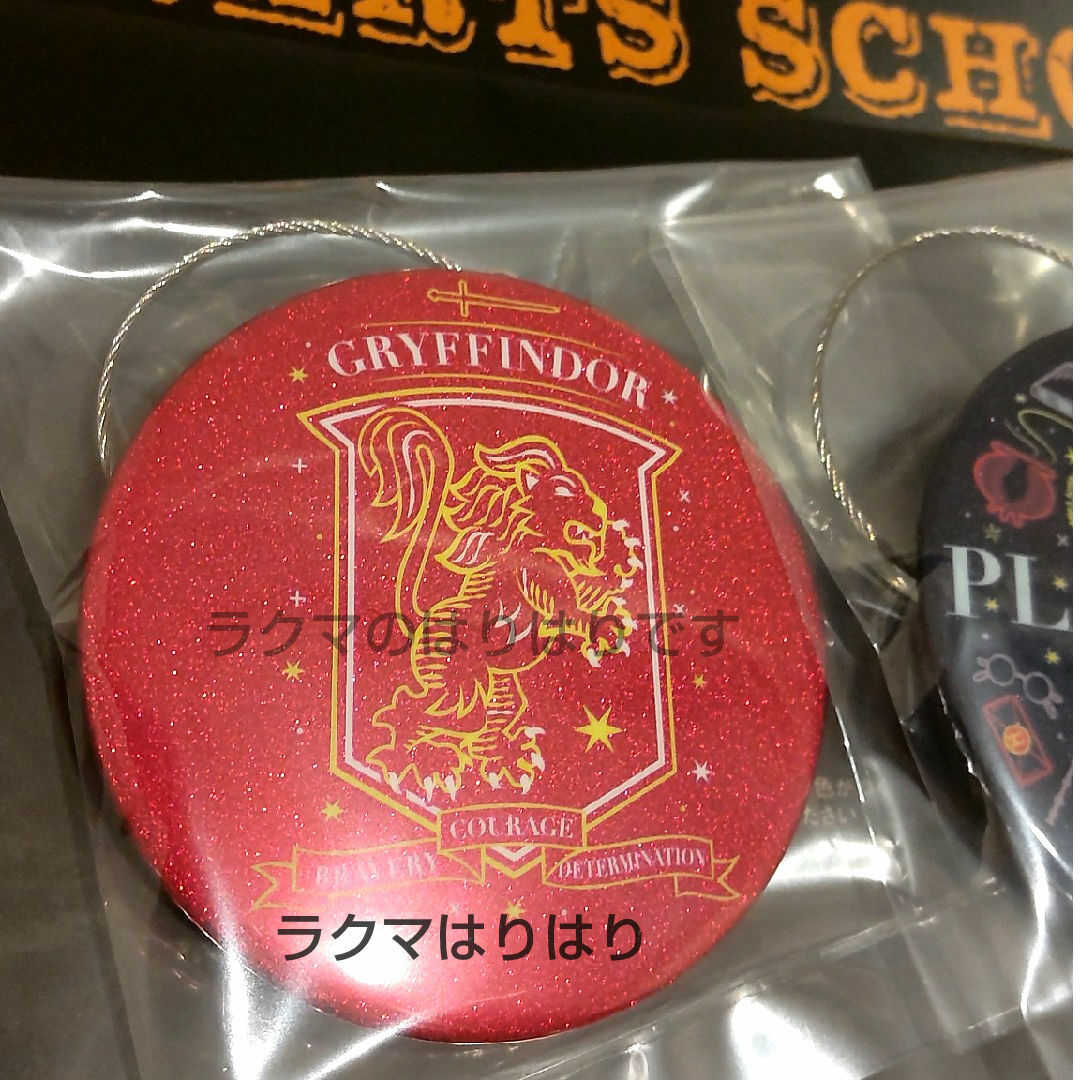 ARTS SCHO
GRYFFINDOR
PL
ラクマのはりはりです
COURAGE
BRAVERY
DETERMINATION
ラクマはりはり